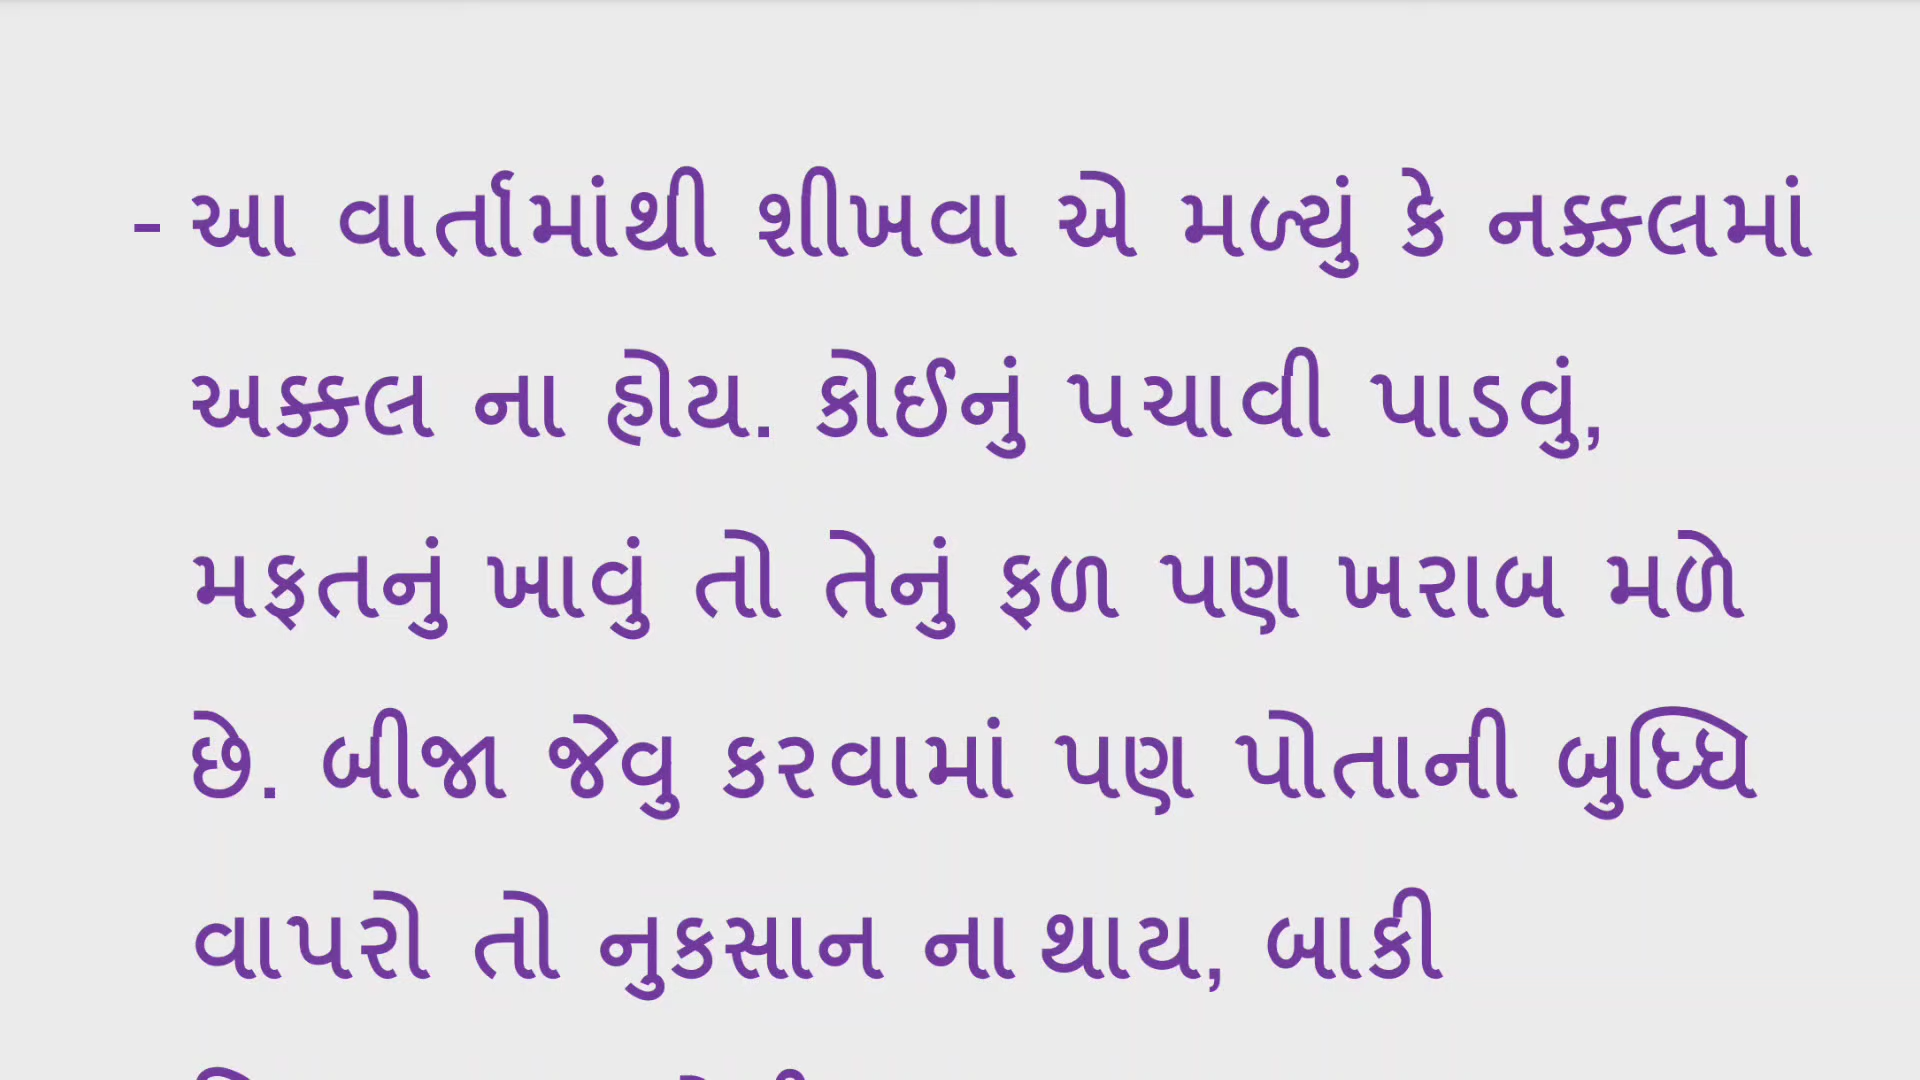 - આ વાર્તામાંથી શીખવા એ મળ્યું કે નક્કલમાં
અક્કલ ના હોય. કોઈનું પચાવી પાડવું,
મફતનું ખાવું તો તેનું ફળ પણ ખરાબ મળે
છે. બીજા જેવુ કરવામાં પણ પોતાની બુધ્ધિ
વાપરો તો નુકસાન ના થાય, બાકી